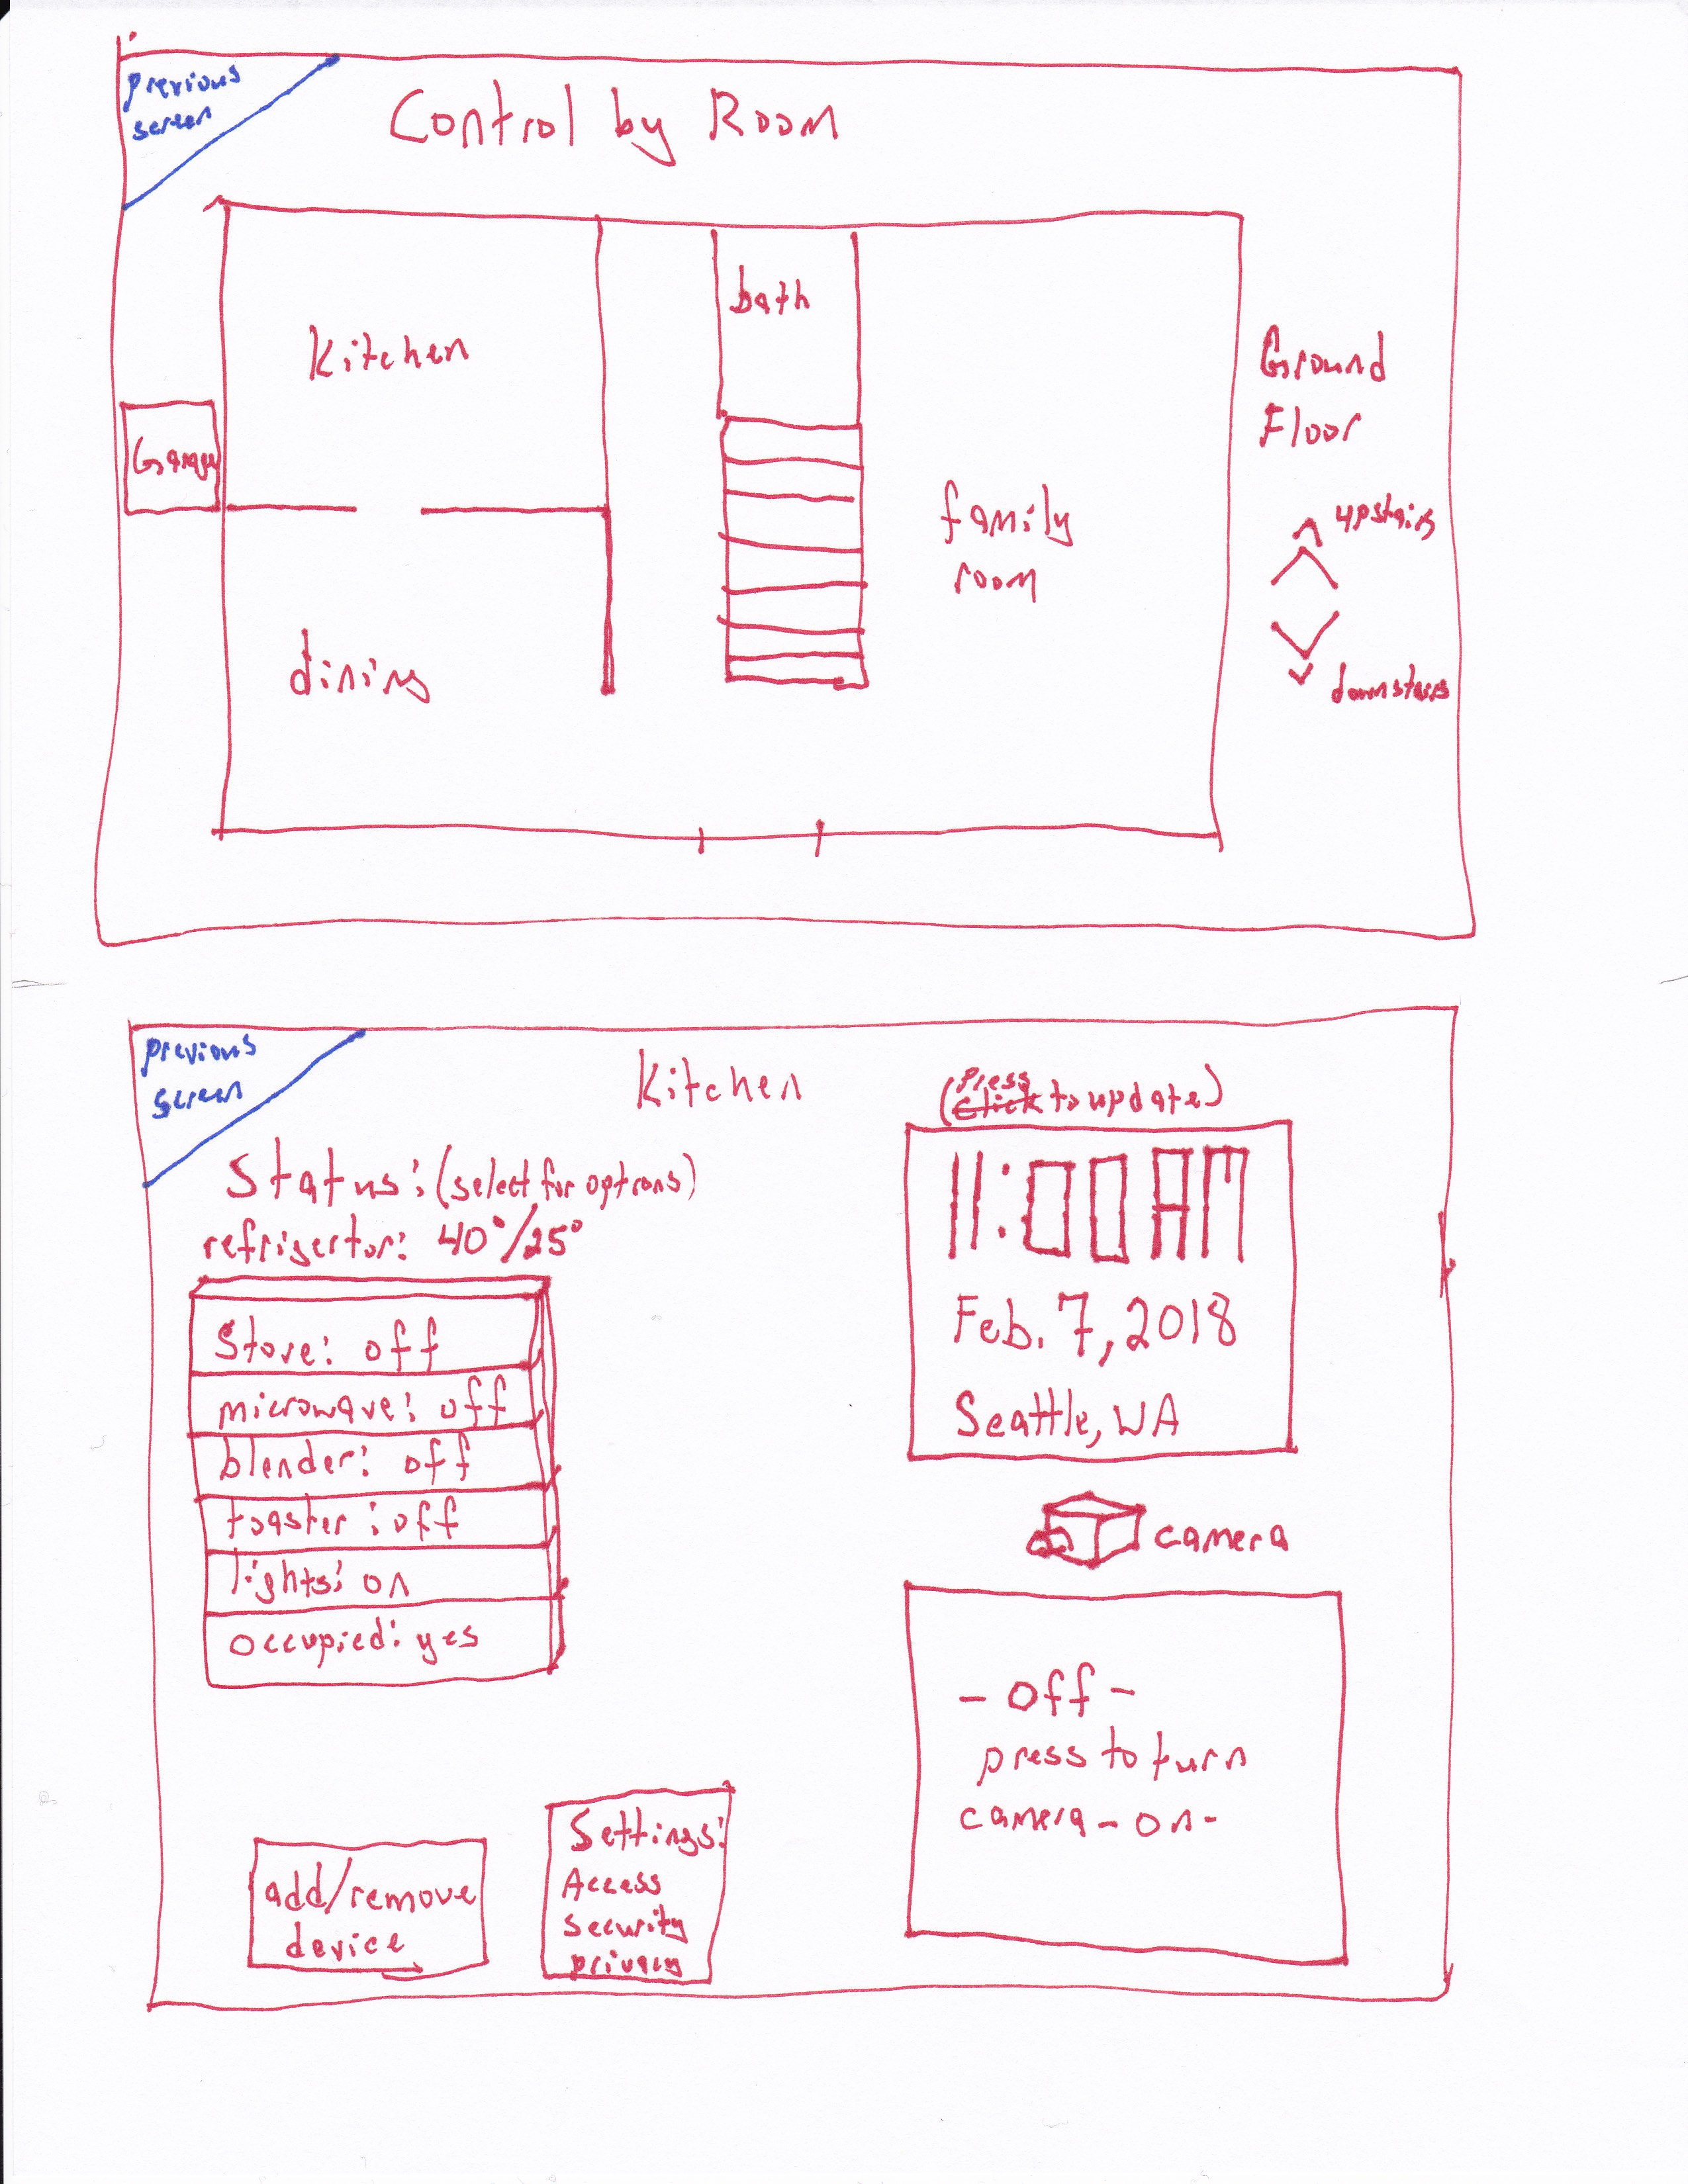 previous
screen
Control by Room
bath
Kitchen
Ground
Floor
Garage
family
room
upstairs
dining
downstairs
previous
screen
Kitchen
Press
(Click to update)
Status: (select for options)
refrigertor: 40°/25°
11:00 AM
Feb. 7, 2018
Seattle, WA
Stove: off
microwave: off
blender: off
toaster: off
lights: on
occupied: yes
camera
- off -
press to turn
camera - on -
add/remove
device
Settings:
Access
security
privacy